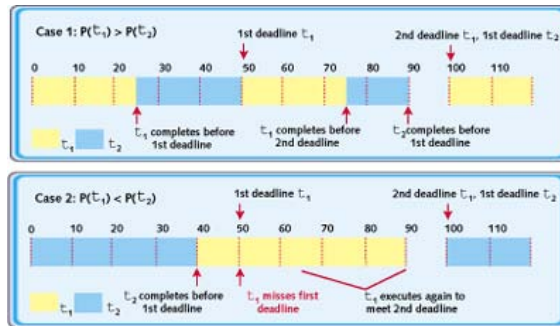 Case 1: P(t₁) > P(t₂)
1st deadline t₁
2nd deadline t₁, 1st deadline t₂
0 10 20 30 40 50 60 70 80 90 100 110
t₁ t₂
t₁ completes before
1st deadline
t₁ completes before
2nd deadline
t₂completes before
1st deadline
Case 2: P(t₁) < P(t₂)
1st deadline t₁
2nd deadline t₁, 1st deadline t₂
0 10 20 30 40 50 60 70 80 90 100 110
t₁ t₂
t₂ completes before
1st deadline
t₁ misses first
deadline
t₁ executes again to
meet 2nd deadline